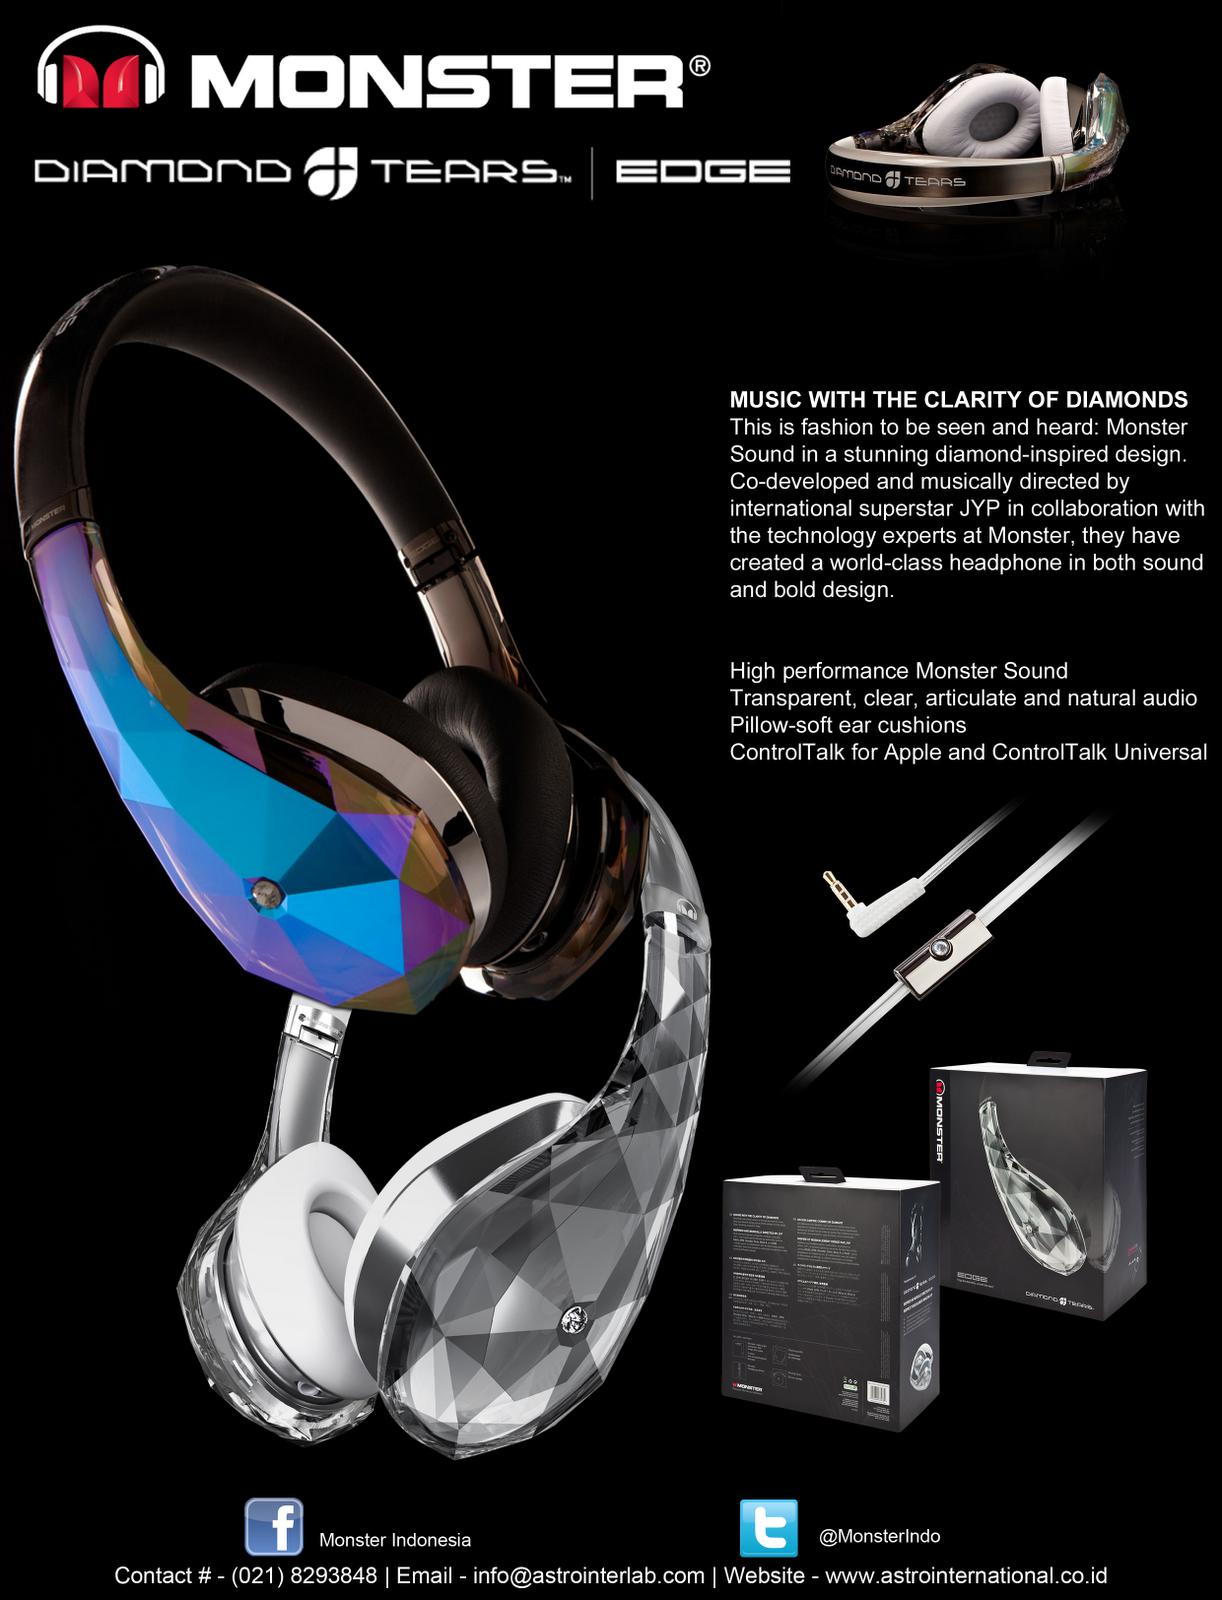 MONSTER®
DIAMOND TEARS™ | EDGE
DIAMOND TEARS
MONSTER
MUSIC WITH THE CLARITY OF DIAMONDS
This is fashion to be seen and heard: Monster
Sound in a stunning diamond-inspired design.
Co-developed and musically directed by
international superstar JYP in collaboration with
the technology experts at Monster, they have
created a world-class headphone in both sound
and bold design.
High performance Monster Sound
Transparent, clear, articulate and natural audio
Pillow-soft ear cushions
ControlTalk for Apple and ControlTalk Universal
MONSTER
EDGE
DIAMOND TEARS™
MONSTER
Monster Indonesia
@MonsterIndo
Contact # - (021) 8293848 | Email - info@astrointerlab.com | Website - www.astrointernational.co.id